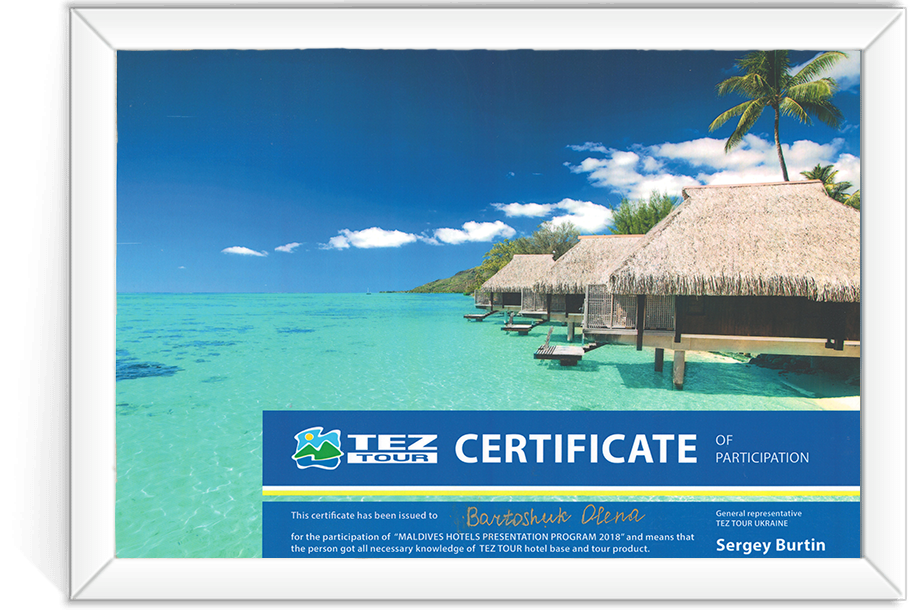 TEZ
TOUR
CERTIFICATE
OF
PARTICIPATION
This certificate has been issued to Bartoshuk Olena
for the participation of "MALDIVES HOTELS PRESENTATION PROGRAM 2018" and means that
the person got all necessary knowledge of TEZ TOUR hotel base and tour product.
General representative
TEZ TOUR UKRAINE
Sergey Burtin